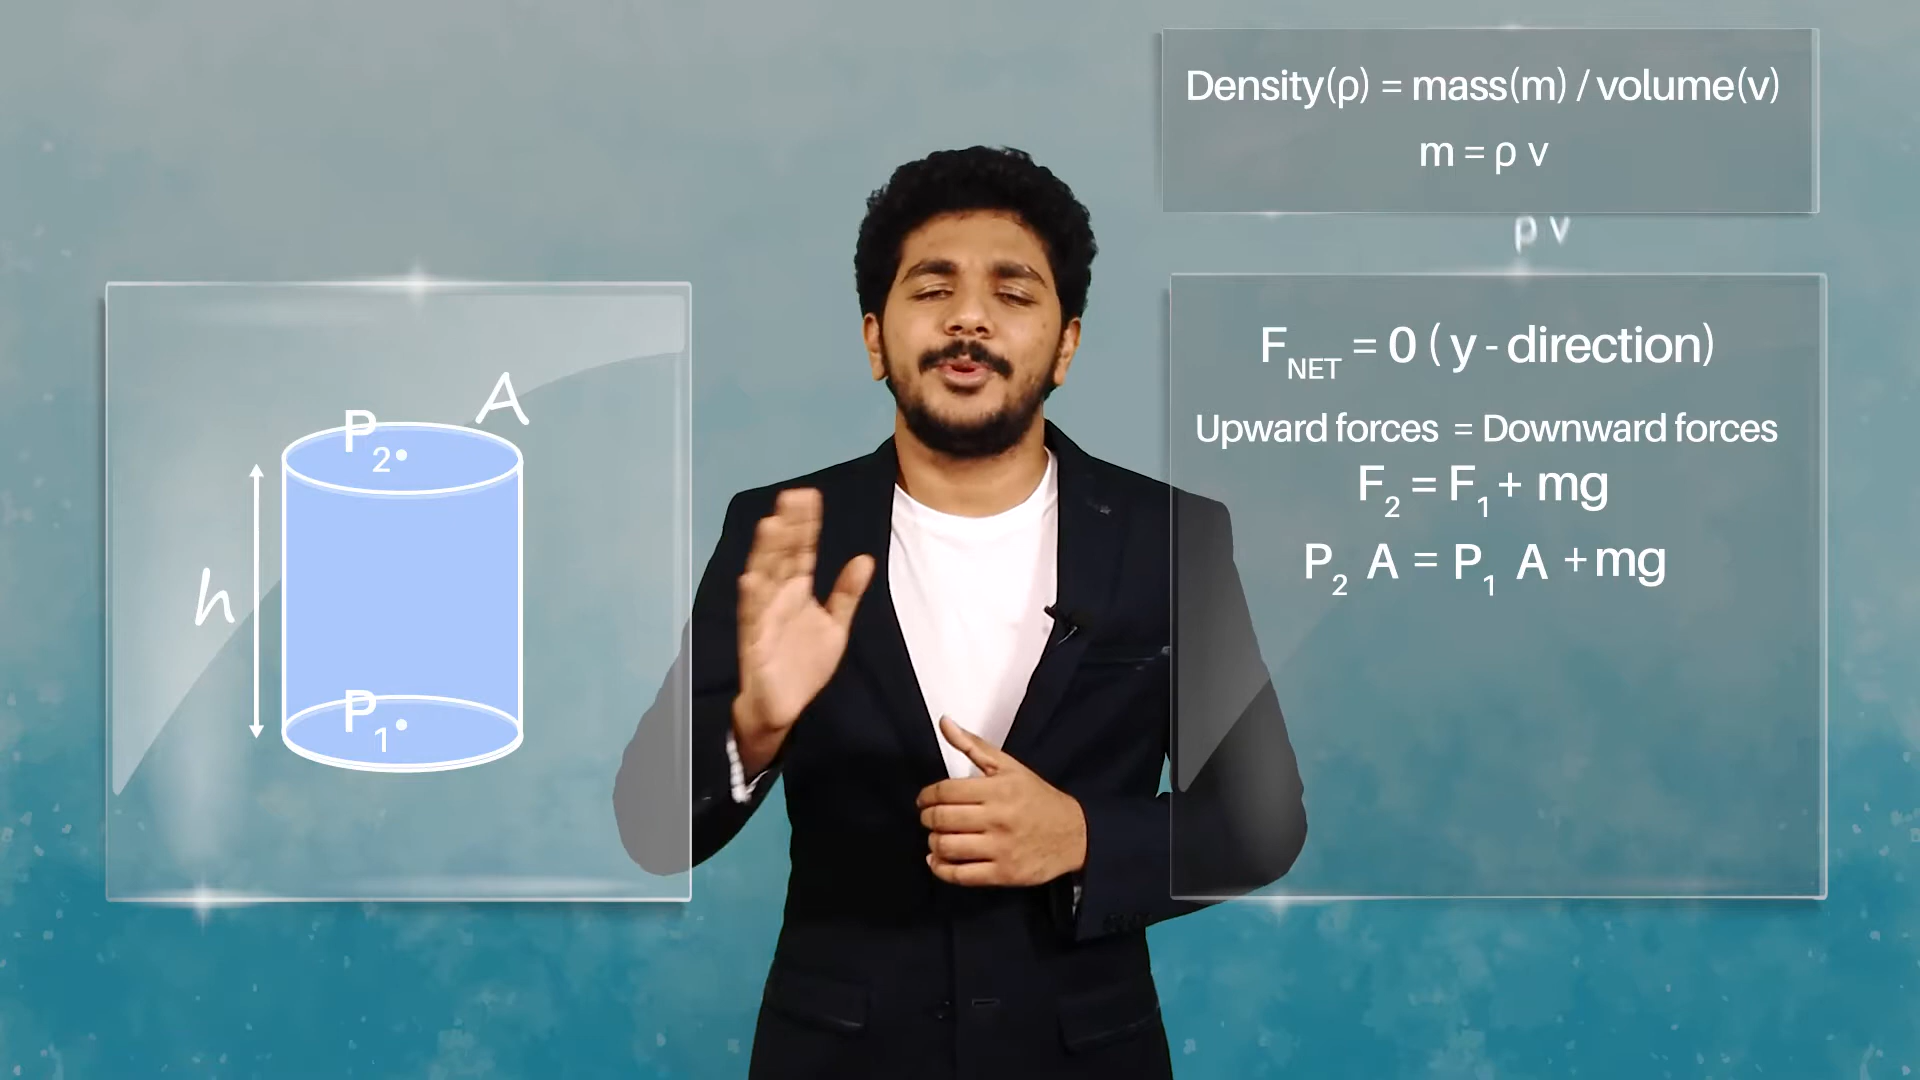 Density(ρ) = mass(m) / volume(v)
m = ρ v
ρ v
A
P2
h
P1
FNET = 0 ( y - direction)
Upward forces = Downward forces
F2 = F1 + mg
P2 A = P1 A + mg